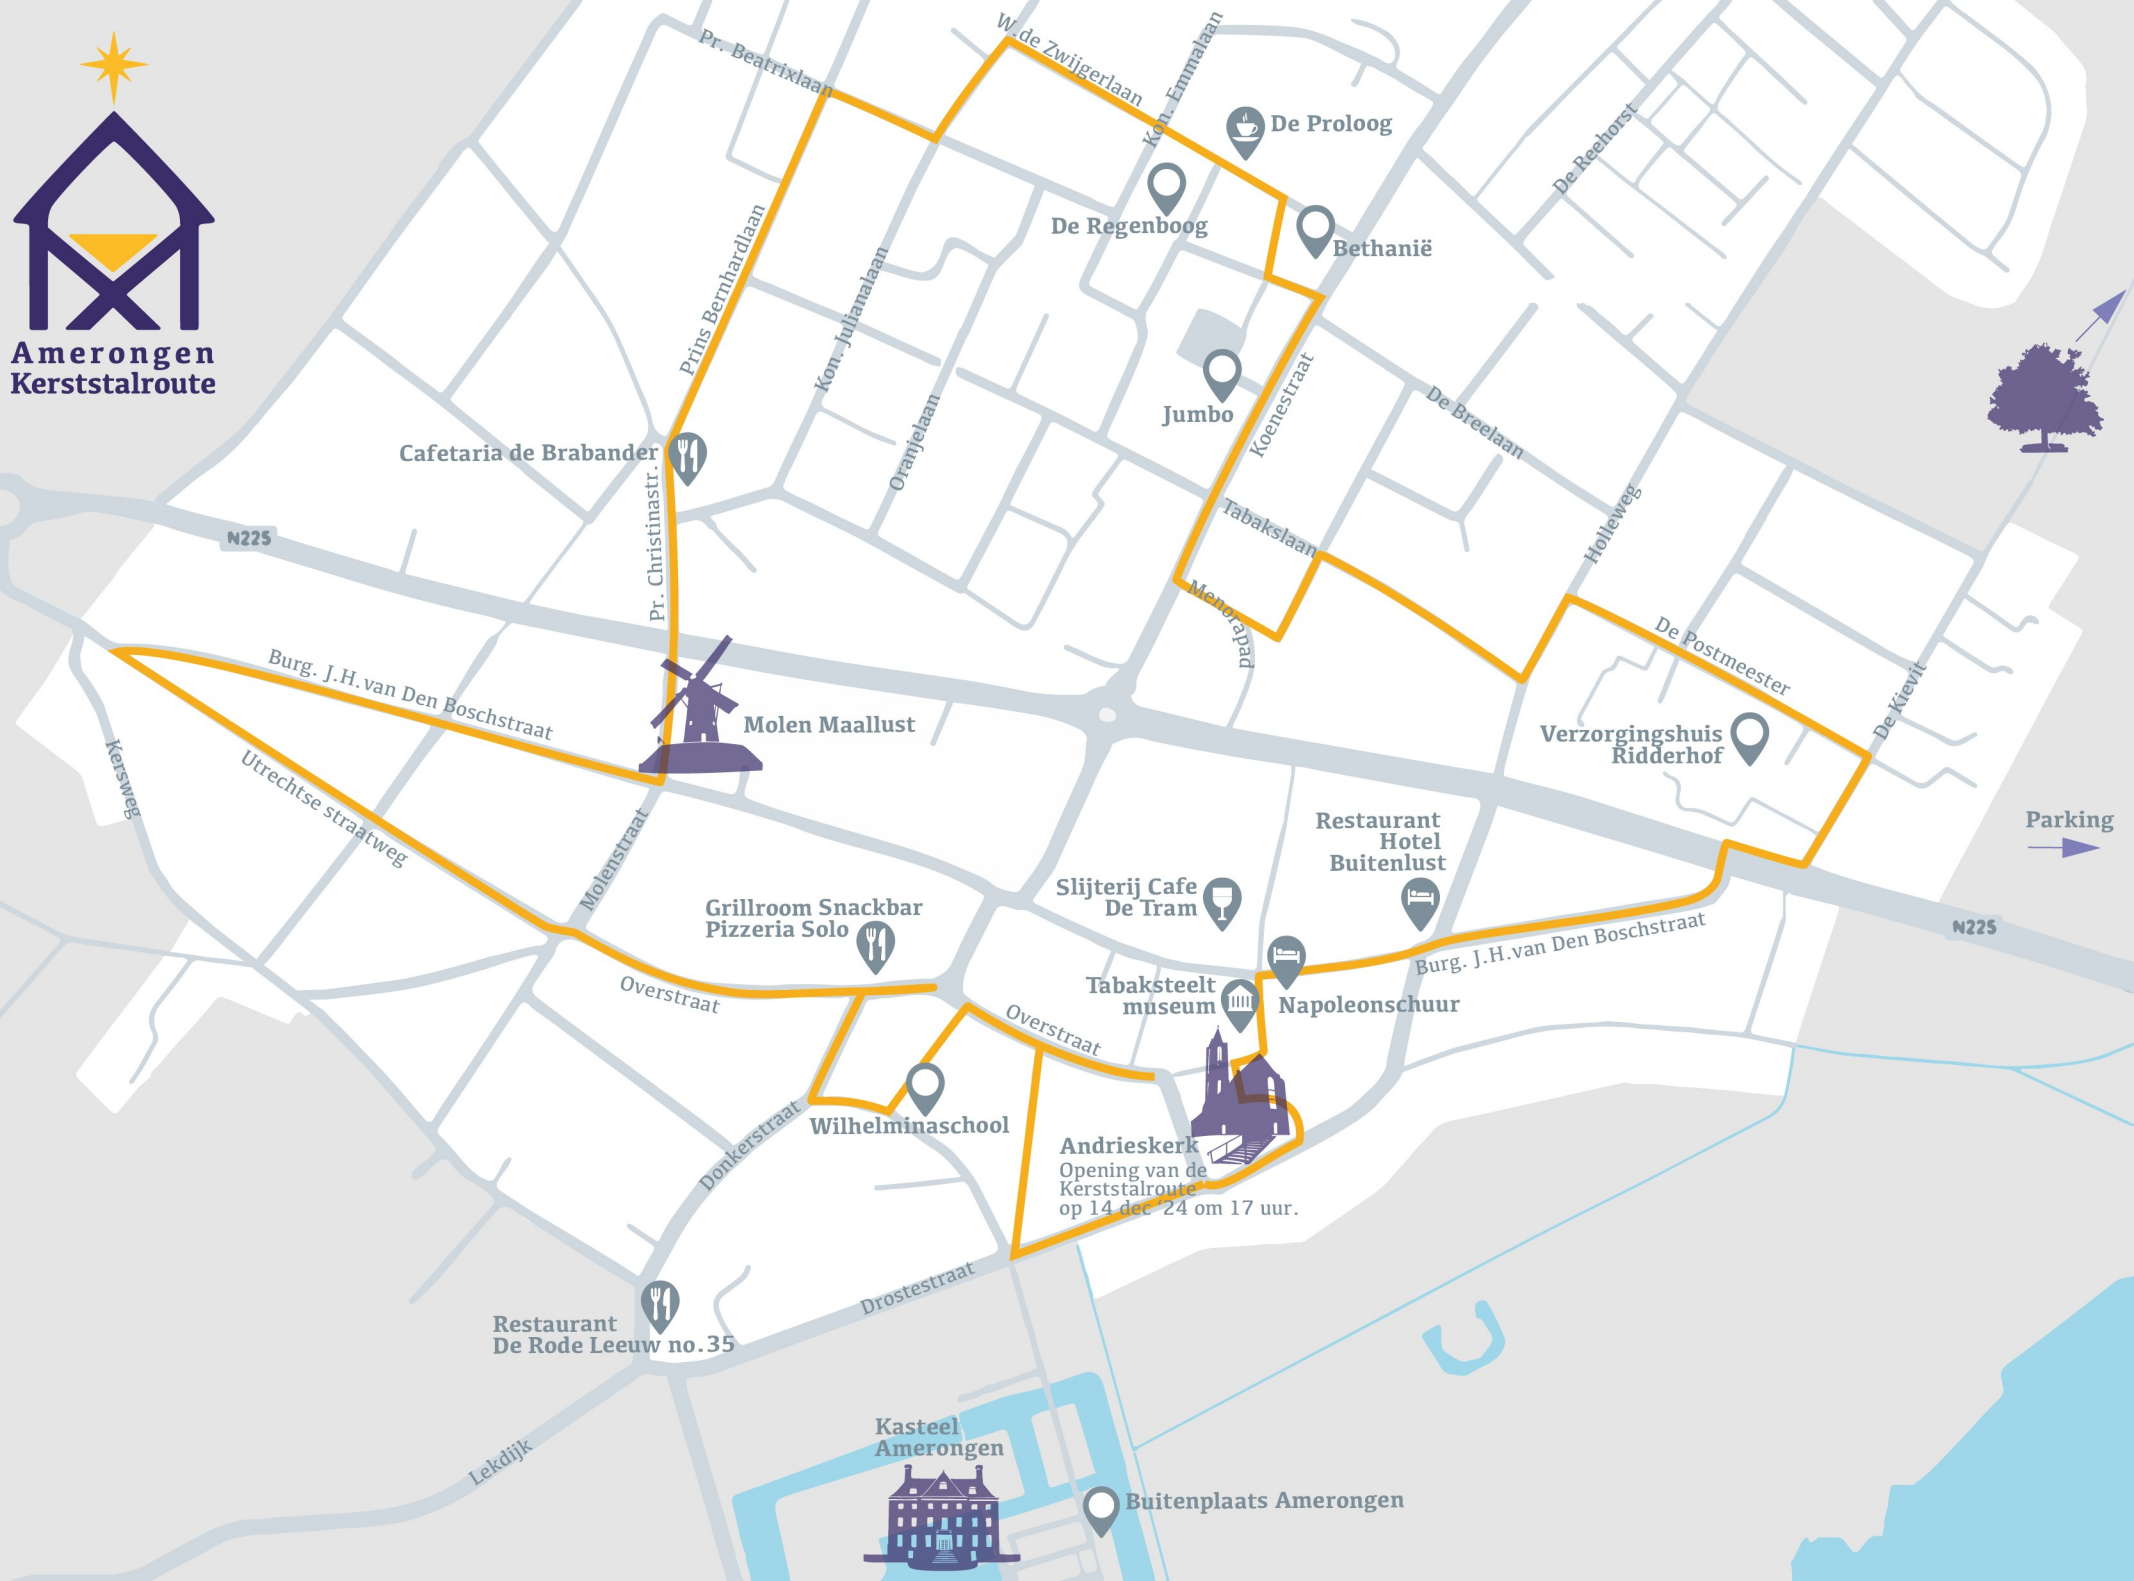 Amerongen
Kerststalroute
Pr. Beatrixlaan
W.de Zwijgerlaan
Kon. Emmalaan
De Proloog
De Reehorst
De Regenboog
Bethanië
Prins Bernhardlaan
Kon. Julianalaan
Oranjelaan
Jumbo
Koenestraat
De Breelaan
Cafetaria de Brabander
Pr. Christinastr.
N225
Tabakslaan
Holleweg
Menorapad
De Postmeester
De Kievit
Burg. J.H.van Den Boschstraat
Molen Maallust
Verzorgingshuis
Ridderhof
Kersweg
Utrechtse straatweg
Molenstraat
Parking
Restaurant
Hotel
Buitenlust
Slijterij Cafe
De Tram
Grillroom Snackbar
Pizzeria Solo
N225
Burg. J.H.van Den Boschstraat
Overstraat
Overstraat
Tabaksteelt
museum
Napoleonschuur
Wilhelminaschool
Donkerstraat
Andrieskerk
Opening van de
Kerststalroute
op 14 dec ‘24 om 17 uur.
Drostestraat
Restaurant
De Rode Leeuw no.35
Lekdijk
Kasteel
Amerongen
Buitenplaats Amerongen